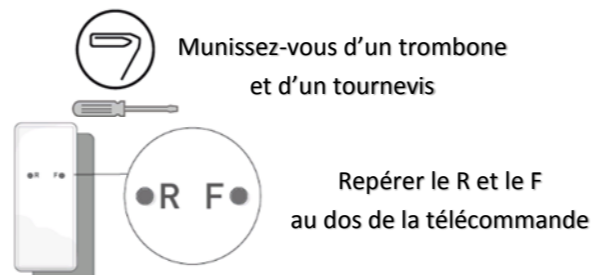 Munissez-vous d'un trombone
et d'un tournevis
●R F●
●R F●
Repérer le R et le F
au dos de la télécommande